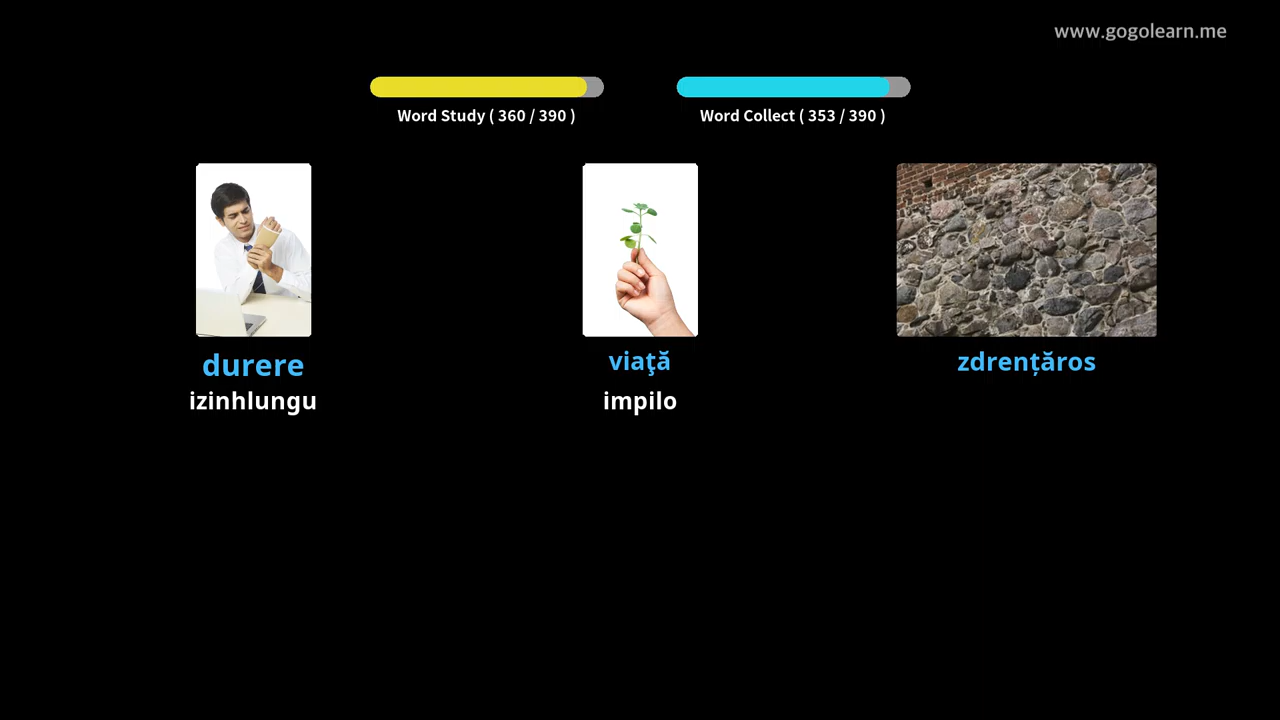 www.gogolearn.me
Word Study ( 360 / 390 )
Word Collect ( 353 / 390 )
durere
izinhlungu
viaţă
impilo
zdrențăros